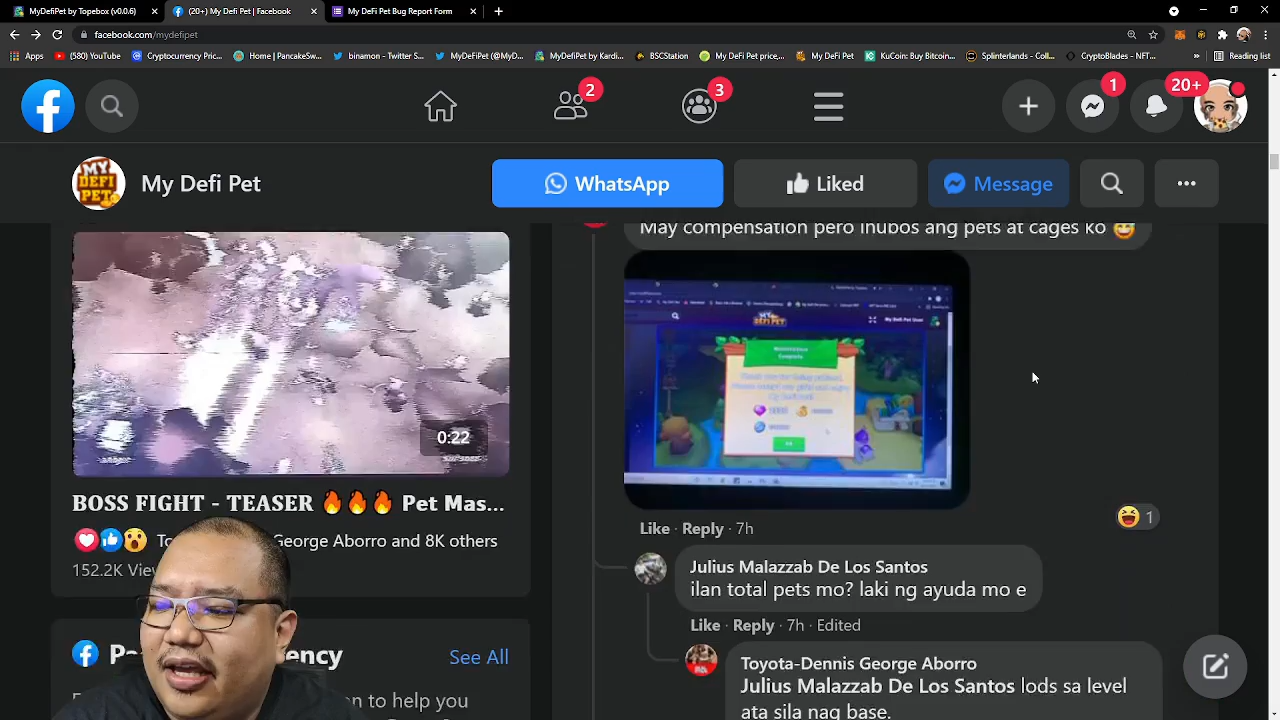 MyDefiPet by Topebox (v0.0.6)
(20+) My Defi Pet | Facebook
My DeFi Pet Bug Report Form
facebook.com/mydefipet
Apps
(580) YouTube
Cryptocurrency Pric...
Home | PancakeSw...
binamon - Twitter S...
MyDeFiPet (@MyD...
MyDeFiPet by Kardi...
BSCStation
My DeFi Pet price,...
My DeFi Pet
KuCoin: Buy Bitcoin...
Splinterlands - Coll...
CryptoBlades - NFT...
Reading list
2
3
1
20+
My Defi Pet
WhatsApp
Liked
Message
May compensation pero inubos ang pets at cages ko
MY DEFI PET
0:22
BOSS FIGHT - TEASER 🔥🔥🔥 Pet Mas...
George Aborro and 8K others
152.2K
Like · Reply · 7h
1
Julius Malazzab De Los Santos
ilan total pets mo? laki ng ayuda mo e
Like · Reply · 7h · Edited
See All
on to help you
Toyota-Dennis George Aborro
Julius Malazzab De Los Santos lods sa level
ata sila nag base.